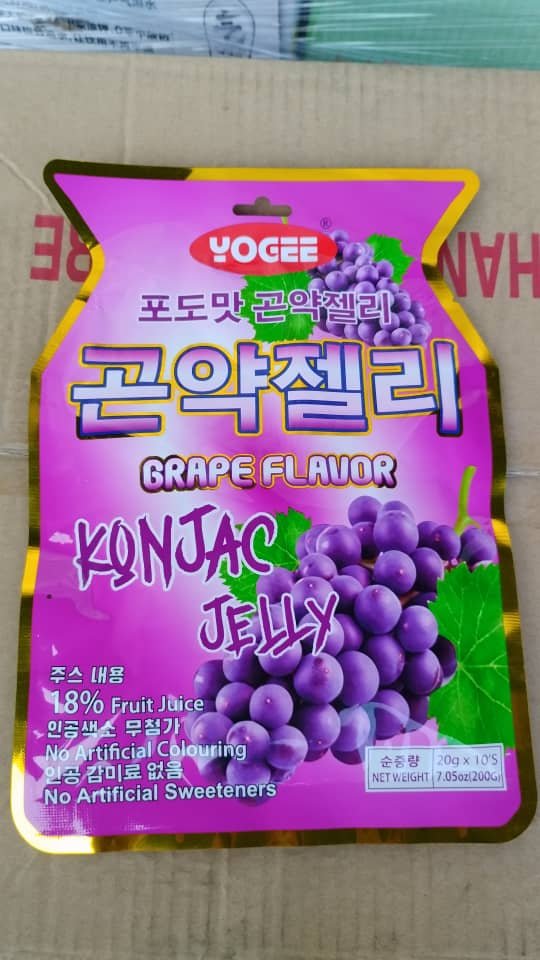 YOGEE
®
포도맛 곤약젤리
곤약젤리
GRAPE FLAVOR
KONJAC
JELLY
주스 내용
18% Fruit Juice
인공색소 무첨가
No Artificial Colouring
인공 감미료 없음
No Artificial Sweeteners
순중량 20g x 10'S
NET WEIGHT 7.05oz(200G)
HAN
RE